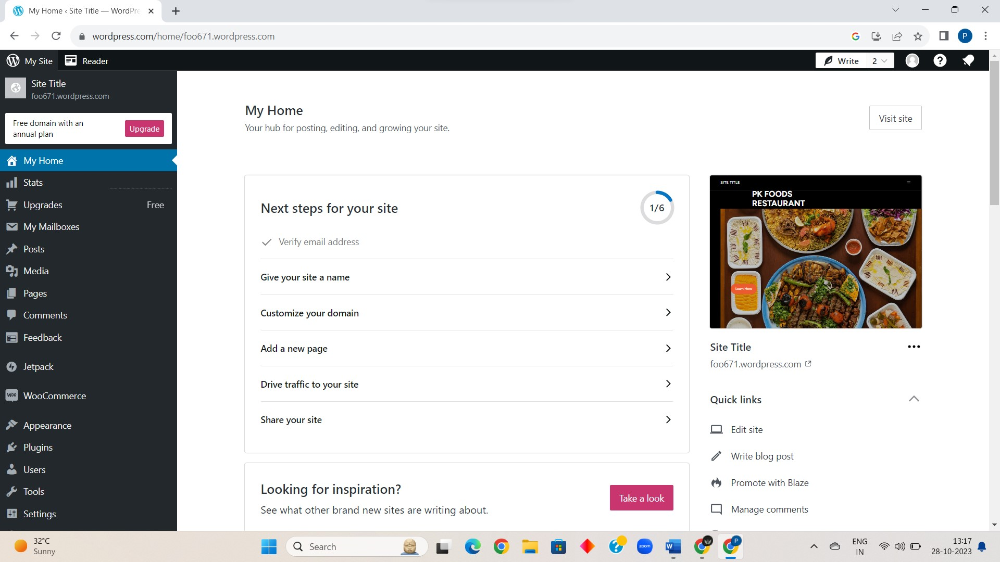 My Home ‹ Site Title — WordPre
wordpress.com/home/foo671.wordpress.com
P
My Site
Reader
Write
2
Site Title
foo671.wordpress.com
Free domain with an
annual plan
Upgrade
My Home
Stats
Upgrades
Free
My Mailboxes
Posts
Media
Pages
Comments
Feedback
Jetpack
Woo
WooCommerce
Appearance
Plugins
Users
Tools
Settings
My Home
Your hub for posting, editing, and growing your site.
Visit site
Next steps for your site
1/6
Verify email address
Give your site a name
Customize your domain
Add a new page
Drive traffic to your site
Share your site
Looking for inspiration?
See what other brand new sites are writing about.
Take a look
SITE TITLE
PK FOODS
RESTAURANT
Learn More
Site Title
foo671.wordpress.com
Quick links
Edit site
Write blog post
Promote with Blaze
Manage comments
32°C
Sunny
Search
zoom
W
P
ENG
IN
13:17
28-10-2023